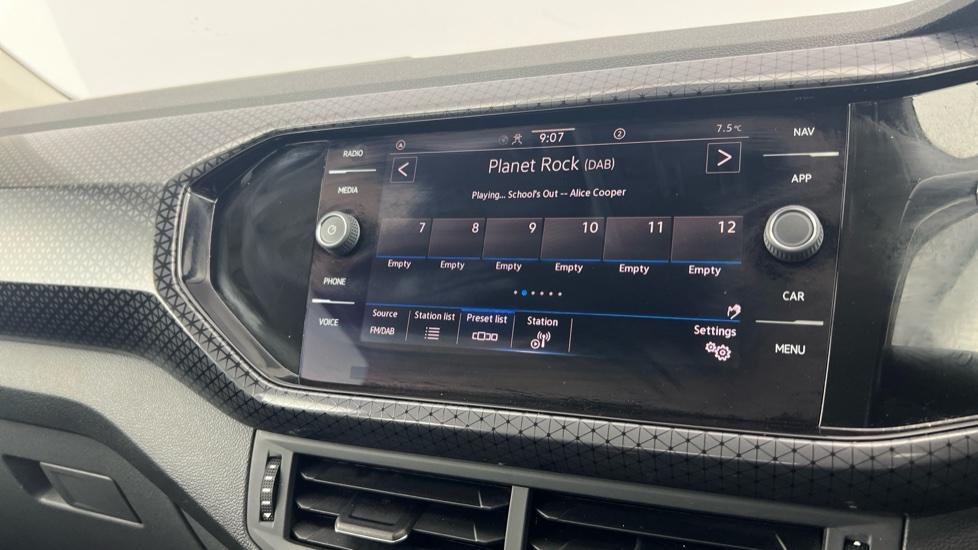 RADIO
MEDIA
PHONE
VOICE
A 9:07 2 7.5°C
< Planet Rock (DAB) >
Playing... School's Out -- Alice Cooper
7 8 9 10 11 12
Empty Empty Empty Empty Empty Empty
Source Station list Preset list Station Settings
FM/DAB
NAV
APP
CAR
MENU